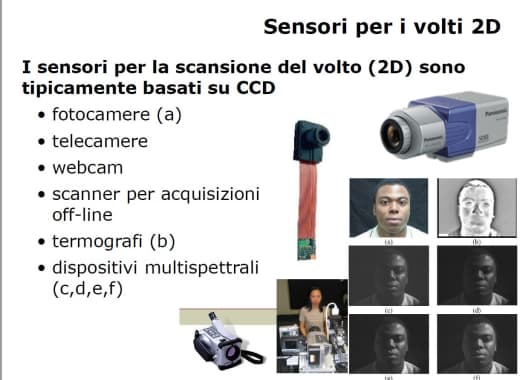 Sensori per i volti 2D
I sensori per la scansione del volto (2D) sono
tipicamente basati su CCD
• fotocamere (a)
• telecamere
• webcam
• scanner per acquisizioni
off-line
• termografi (b)
• dispositivi multispettrali
(c,d,e,f)
Panasonic
Panasonic
(a)
(b)
(c)
(d)
(e)
(f)